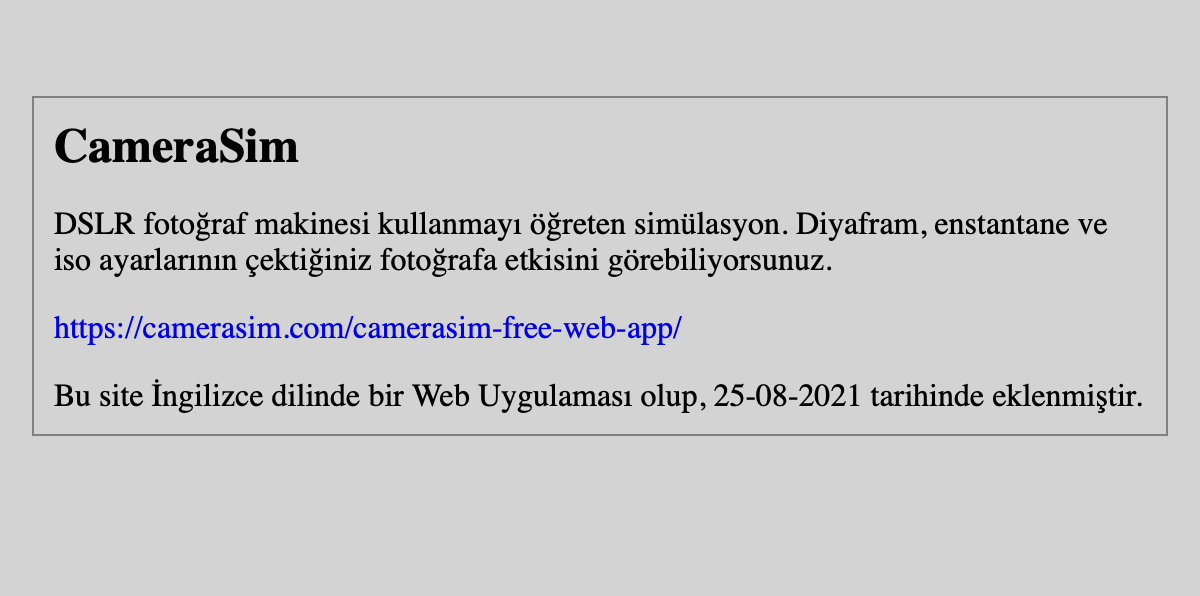 CameraSim
DSLR fotoğraf makinesi kullanmayı öğreten simülasyon. Diyafram, enstantane ve
iso ayarlarının çektiğiniz fotoğrafa etkisini görebiliyorsunuz.
https://camerasim.com/camerasim-free-web-app/
Bu site İngilizce dilinde bir Web Uygulaması olup, 25-08-2021 tarihinde eklenmiştir.